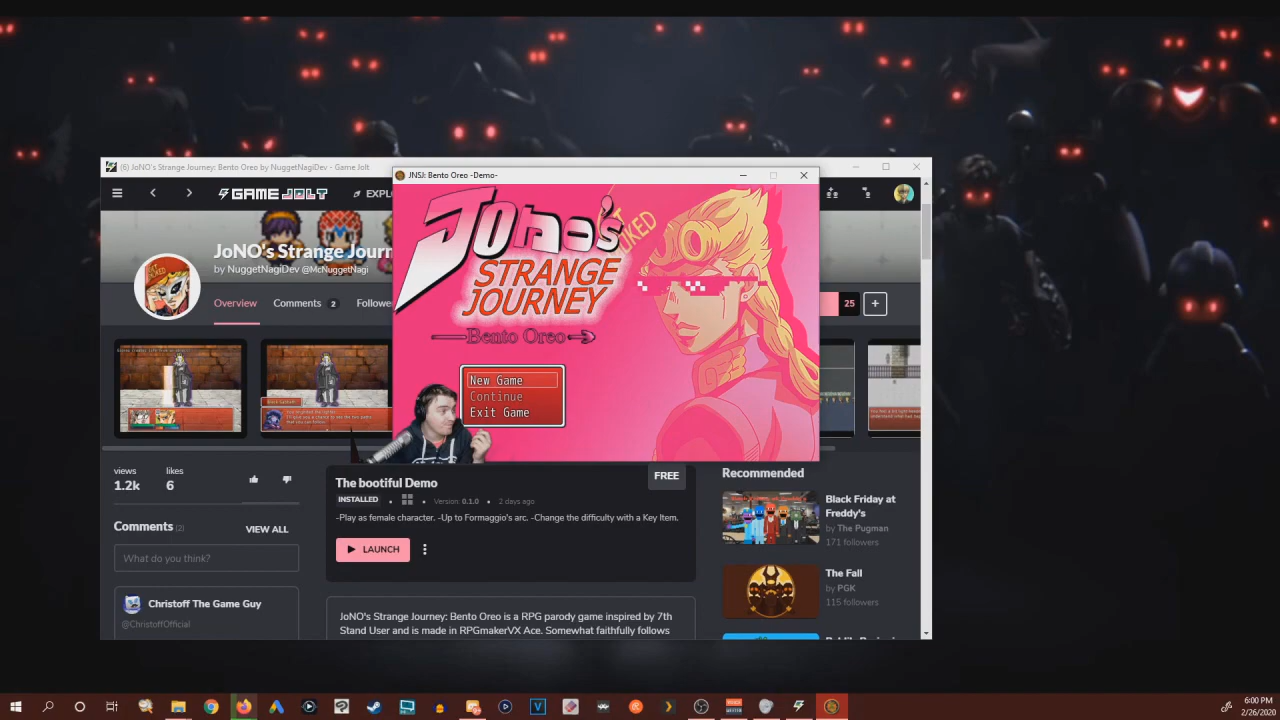 (6) JoNO's Strange Journey: Bento Oreo by NuggetNagiDev - Game Jolt
JNSJ: Bento Oreo -Demo-
GAME JOLT
EXPLO
JoNO's Strange Journ
by NuggetNagiDev @McNuggetNagi
Overview
Comments 2
Followe
25
JoNO's
STRANGE
JOURNEY
Bento Oreo
New Game
Continue
Exit Game
views
1.2k
likes
6
The bootiful Demo
FREE
INSTALLED
Version: 0.1.0
2 days ago
-Play as female character. -Up to Formaggio's arc. -Change the difficulty with a Key Item.
LAUNCH
Comments (2)
VIEW ALL
What do you think?
Christoff The Game Guy
@ChristoffOfficial
JoNO's Strange Journey: Bento Oreo is a RPG parody game inspired by 7th
Stand User and is made in RPGmakerVX Ace. Somewhat faithfully follows
Recommended
Black Friday at
Freddy's
by The Pugman
171 followers
The Fall
by PGK
115 followers
6:00 PM
2/26/2020